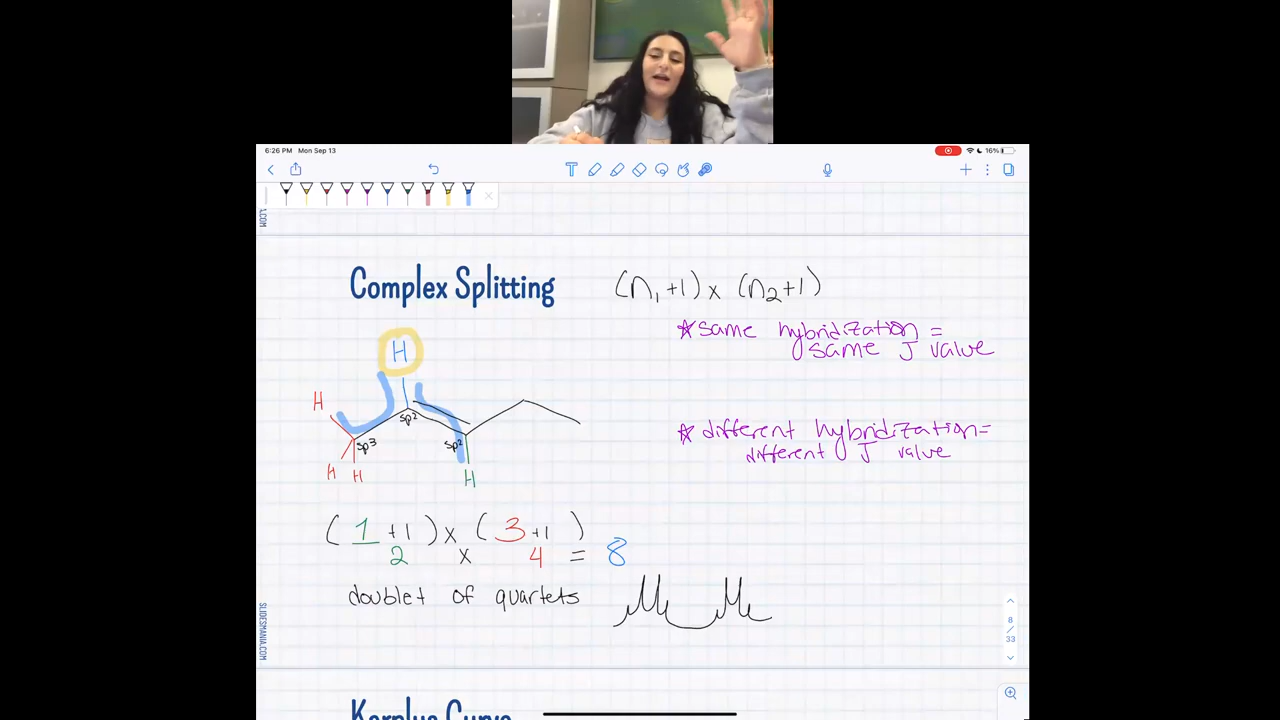 6:26 PM Mon Sep 13
16%
T
.COM
Complex Splitting
(n1+1) x (n2+1)
*same hybridization =
same J value
H
H
sp2
sp3
sp2
H
H
H
*different hybridization=
different J value
(1+1) x (3+1)
2 x 4 = 8
doublet of quartets
SLIDESMANIA.COM
8
/
33
Karplus Curve